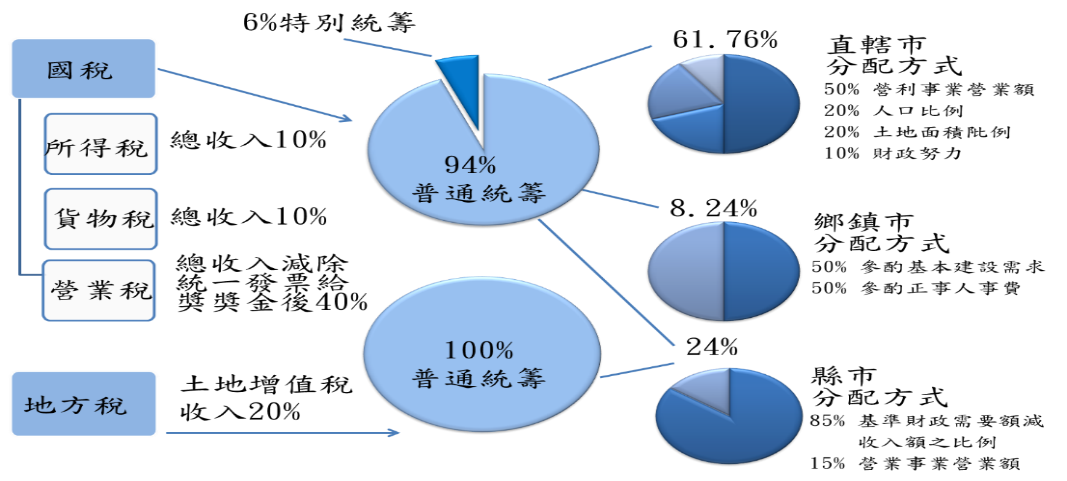 6%特別統籌
國稅
所得稅
總收入10%
貨物稅
總收入10%
營業稅
總收入減除
統一發票給
獎獎金後40%
地方稅
土地增值稅
收入20%
94%
普通統籌
100%
普通統籌
61.76%
直轄市
分配方式
50% 營利事業營業額
20% 人口比例
20% 土地面積阰例
10% 財政努力
8.24%
鄉鎮市
分配方式
50% 參酌基本建設需求
50% 參酌正事人事費
24%
縣市
分配方式
85% 基準財政需要額減
收入額之比例
15% 營業事業營業額